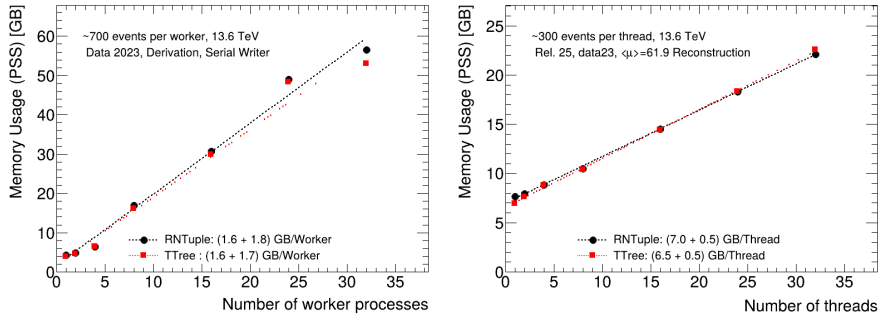 Memory Usage (PSS) [GB]
60
50
40
30
20
10
0
~700 events per worker, 13.6 TeV
Data 2023, Derivation, Serial Writer
RNTuple: (1.6 + 1.8) GB/Worker
TTree : (1.6 + 1.7) GB/Worker
0 5 10 15 20 25 30 35
Number of worker processes
Memory Usage (PSS) [GB]
25
20
15
10
5
0
~300 events per thread, 13.6 TeV
Rel. 25, data23, ⟨μ⟩=61.9 Reconstruction
RNTuple: (7.0 + 0.5) GB/Thread
TTree: (6.5 + 0.5) GB/Thread
0 5 10 15 20 25 30 35
Number of threads